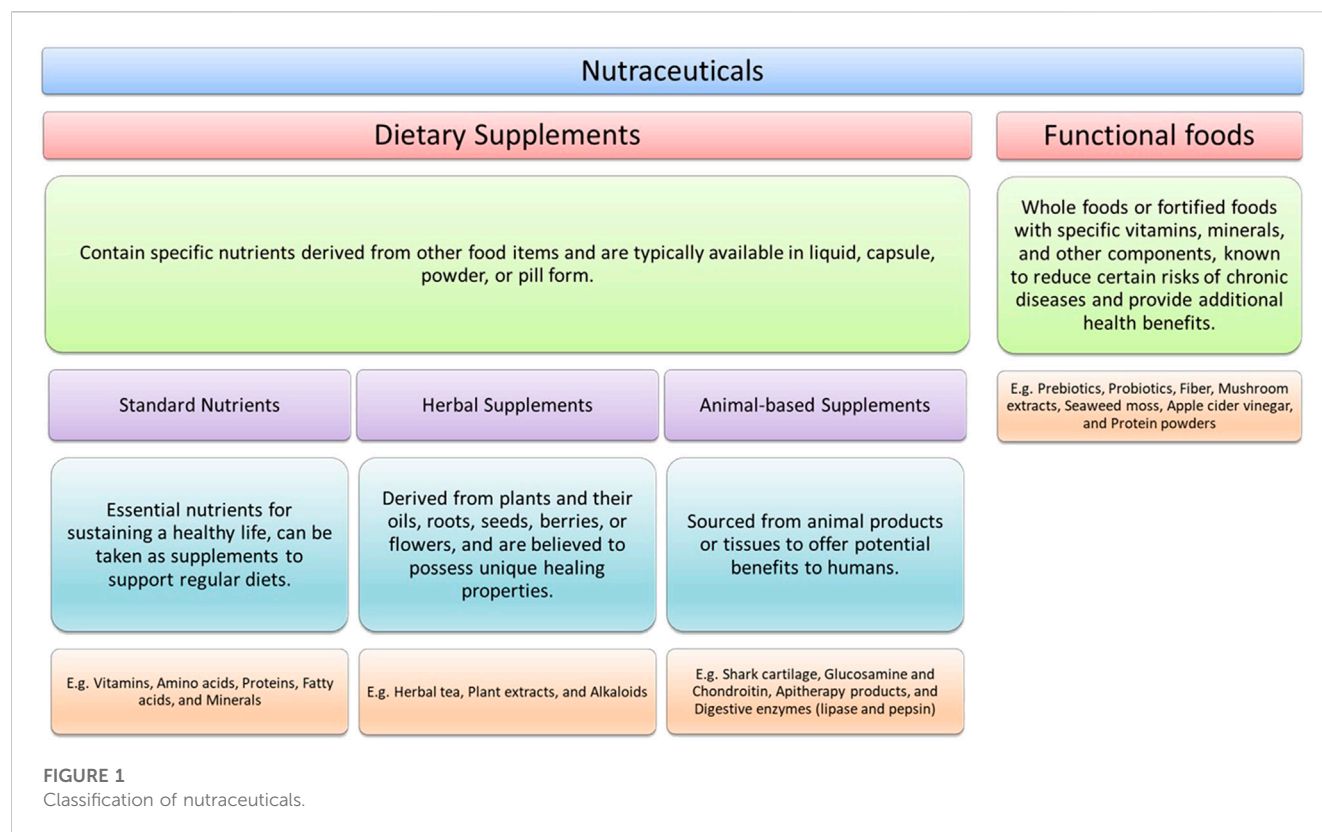 Nutraceuticals
Dietary Supplements
Functional foods
Contain specific nutrients derived from other food items and are typically available in liquid, capsule,
powder, or pill form.
Whole foods or fortified foods
with specific vitamins, minerals,
and other components, known
to reduce certain risks of chronic
diseases and provide additional
health benefits.
Standard Nutrients
Herbal Supplements
Animal-based Supplements
E.g. Prebiotics, Probiotics, Fiber, Mushroom
extracts, Seaweed moss, Apple cider vinegar,
and Protein powders
Essential nutrients for
sustaining a healthy life, can be
taken as supplements to
support regular diets.
Derived from plants and their
oils, roots, seeds, berries, or
flowers, and are believed to
possess unique healing
properties.
Sourced from animal products
or tissues to offer potential
benefits to humans.
E.g. Vitamins, Amino acids, Proteins, Fatty
acids, and Minerals
E.g. Herbal tea, Plant extracts, and Alkaloids
E.g. Shark cartilage, Glucosamine and
Chondroitin, Apitherapy products, and
Digestive enzymes (lipase and pepsin)
FIGURE 1
Classification of nutraceuticals.